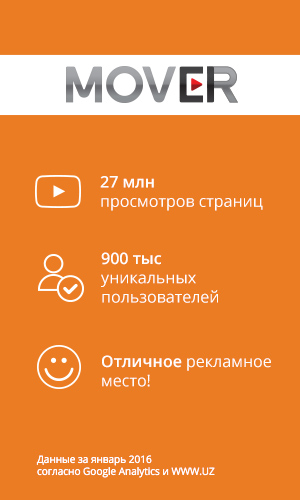 MOVER
27 млн
просмотров страниц
900 тыс
уникальных
пользователей
Отличное рекламное
место!
Данные за январь 2016
согласно Google Analytics и WWW.UZ